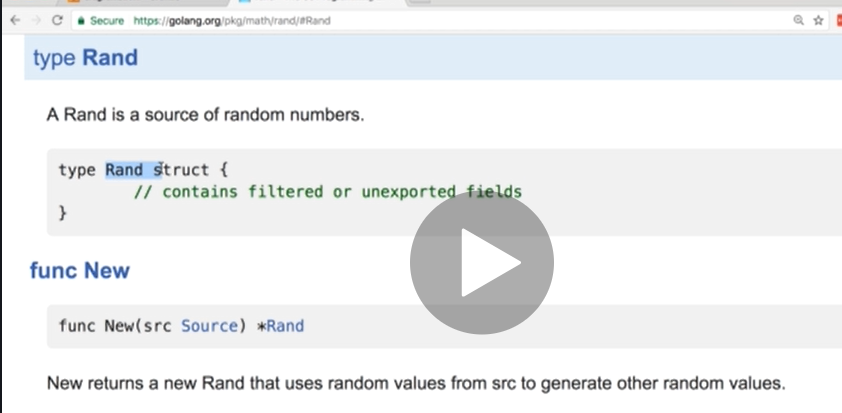 Secure https://golang.org/pkg/math/rand/#Rand
type Rand
A Rand is a source of random numbers.
type Rand struct {
// contains filtered or unexported fields
}
func New
func New(src Source) *Rand
New returns a new Rand that uses random values from src to generate other random values.